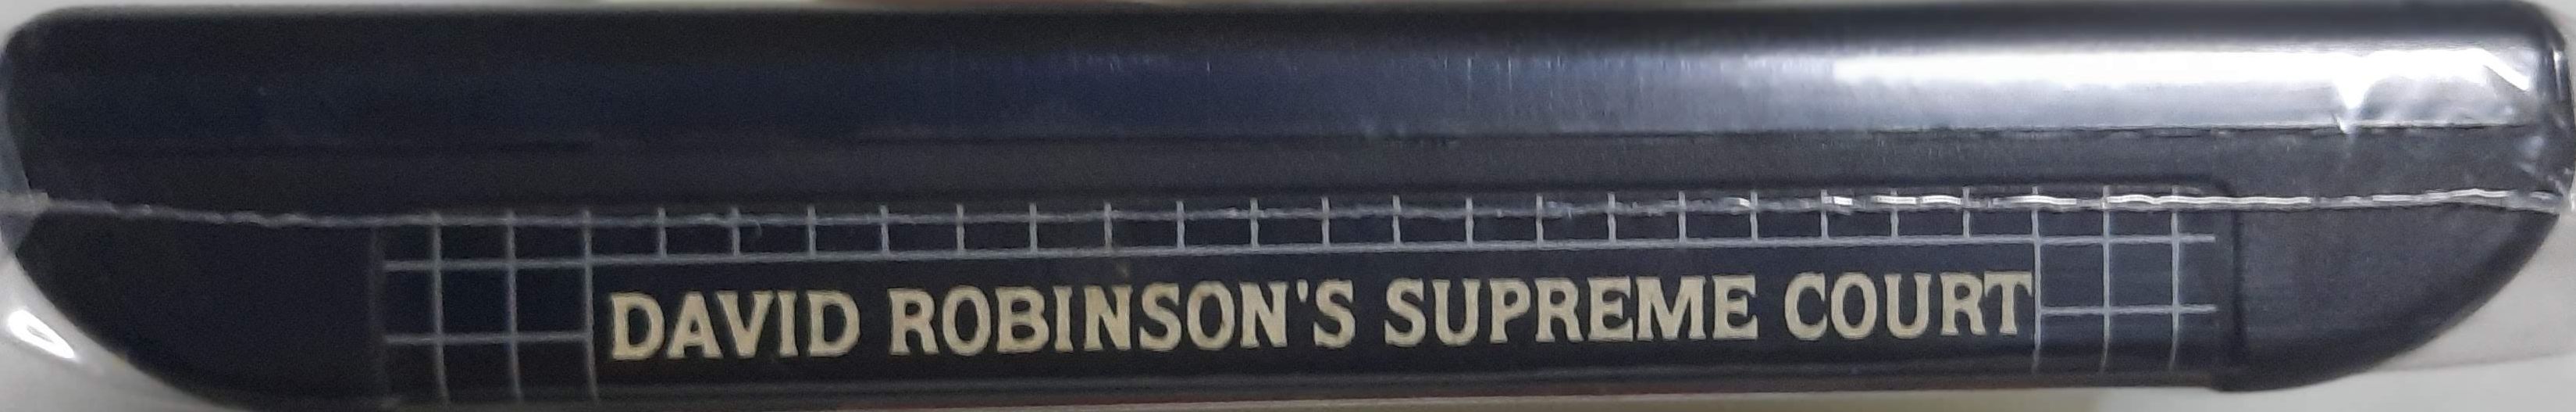 DAVID ROBINSON'S SUPREME COURT